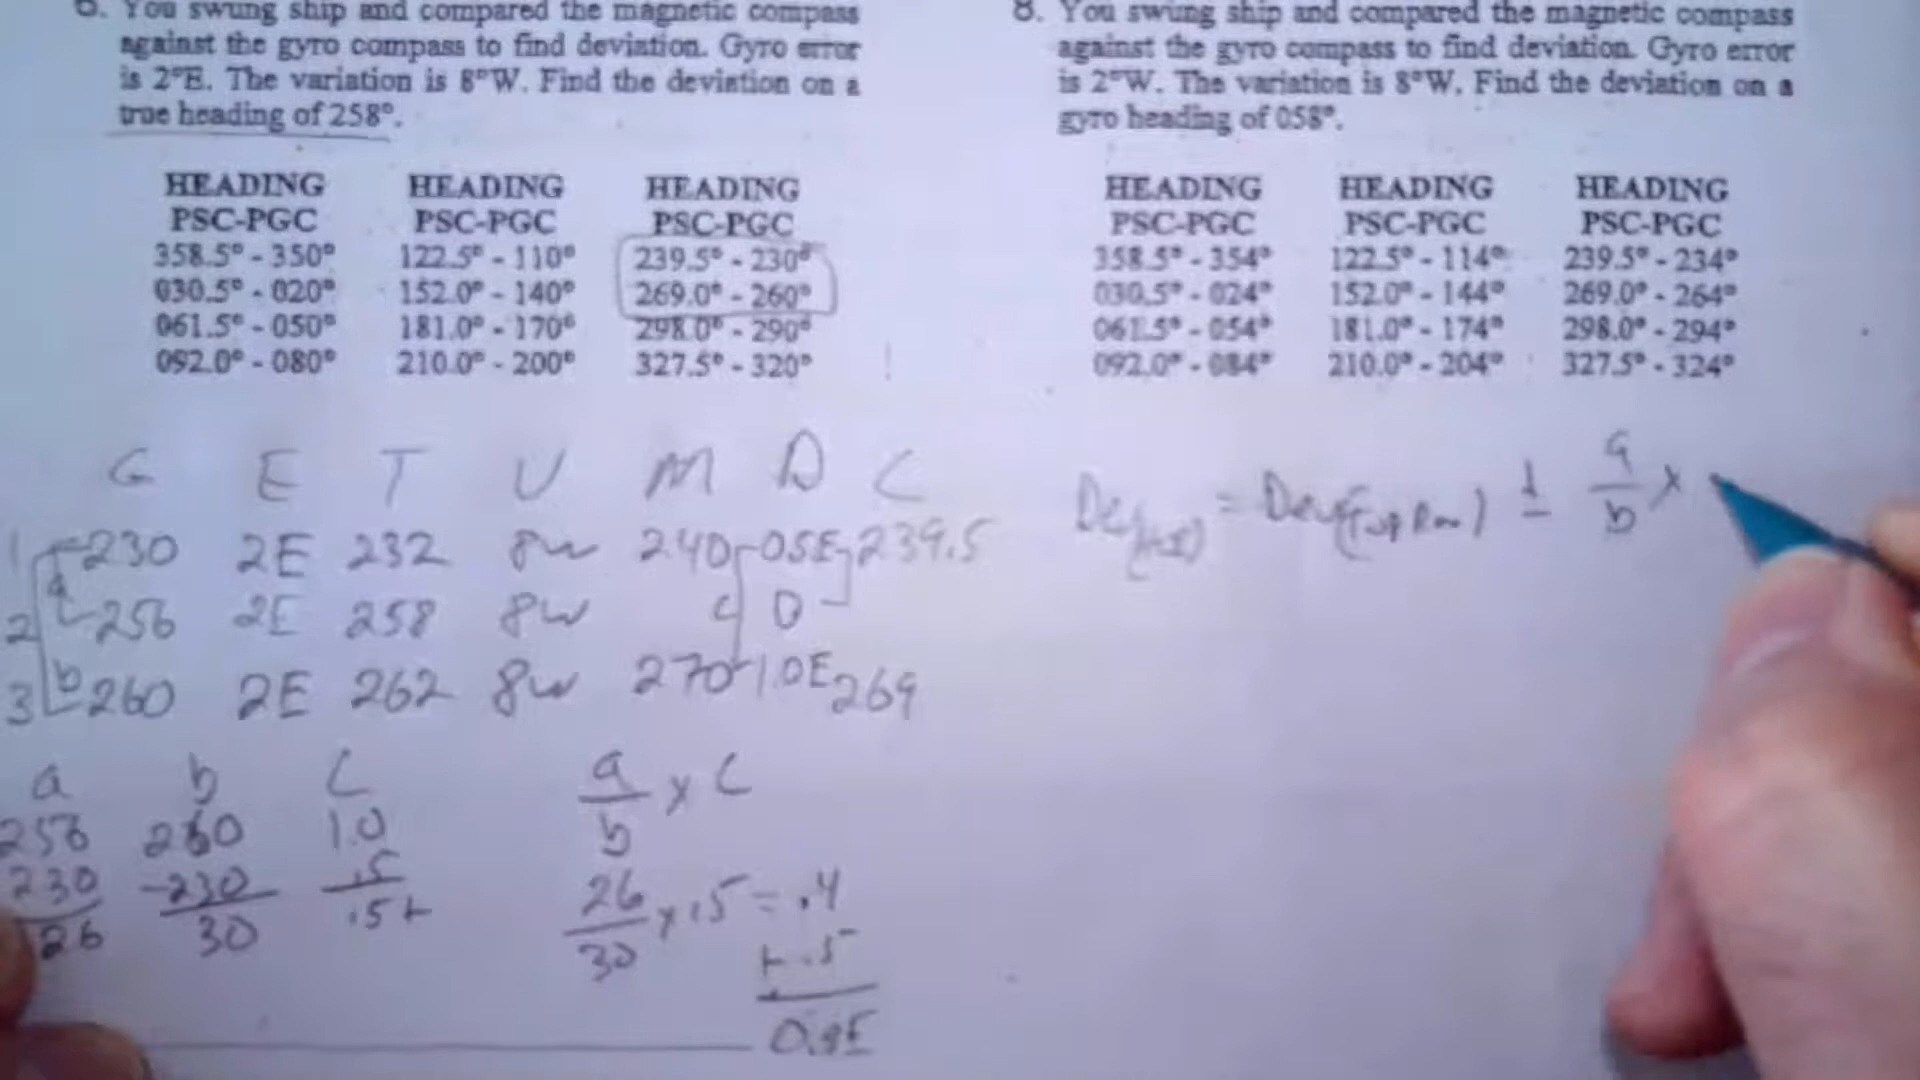 6. You swung ship and compared the magnetic compass
against the gyro compass to find deviation. Gyro error
is 2°E. The variation is 8°W. Find the deviation on a
true heading of 258°.
HEADING HEADING HEADING
PSC-PGC PSC-PGC PSC-PGC
358.5° - 350° 122.5° - 110° 239.5° - 230°
030.5° - 020° 152.0° - 140° 269.0° - 260°
061.5° - 050° 181.0° - 170° 298.0° - 290°
092.0° - 080° 210.0° - 200° 327.5° - 320°
G E T V M D C
1 230 2E 232 8W 240 0.5E 239.5
a
2 256 2E 258 8W C D
3 b 260 2E 262 8W 270 1.0E 269
a b C
256 260 1.0
230 -230 .5
26 30 .5+
a/b x C
26/30 x .5 = .4
+ .5
0.9E
8. You swung ship and compared the magnetic compass
against the gyro compass to find deviation. Gyro error
is 2°W. The variation is 8°W. Find the deviation on a
gyro heading of 058°.
HEADING HEADING HEADING
PSC-PGC PSC-PGC PSC-PGC
358.5° - 354° 122.5° - 114° 239.5° - 234°
030.5° - 024° 152.0° - 144° 269.0° - 264°
061.5° - 054° 181.0° - 174° 298.0° - 294°
092.0° - 084° 210.0° - 204° 327.5° - 324°
Dev = Dev(Top Row) ± a/b x